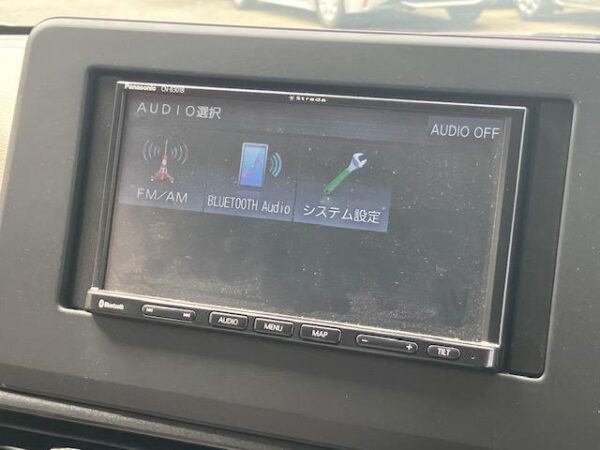 Panasonic
Strada
AUDIO選択
AUDIO OFF
FM/AM
BLUETOOTH Audio
システム設定
Bluetooth
AUDIO
MENU
MAP
− +
TILT